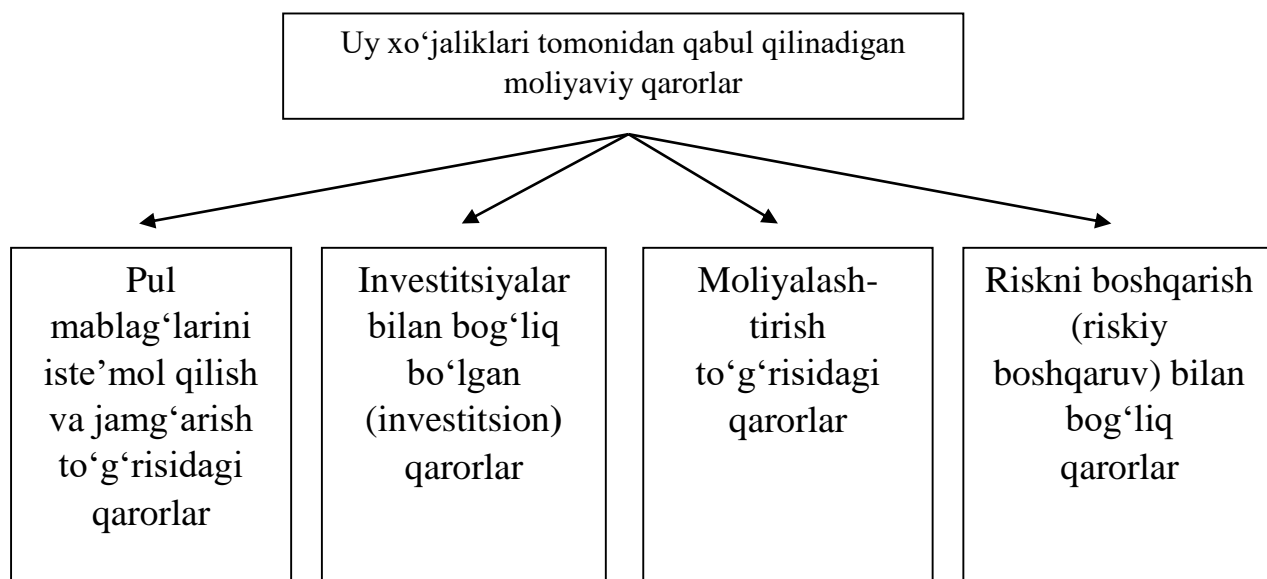 Uy xo‘jaliklari tomonidan qabul qilinadigan
moliyaviy qarorlar
Pul
mablag‘larini
iste’mol qilish
va jamg‘arish
to‘g‘risidagi
qarorlar
Investitsiyalar
bilan bog‘liq
bo‘lgan
(investitsion)
qarorlar
Moliyalash-
tirish
to‘g‘risidagi
qarorlar
Riskni boshqarish
(riskiy
boshqaruv) bilan
bog‘liq
qarorlar